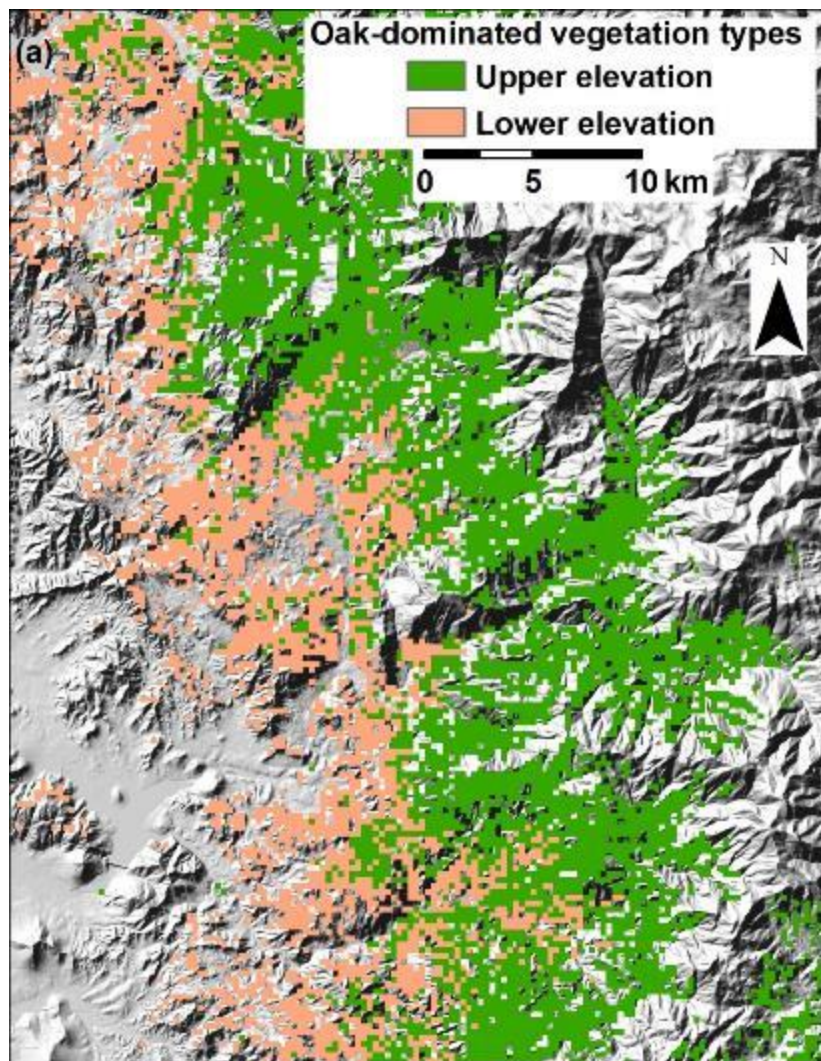 (a)
Oak-dominated vegetation types
Upper elevation
Lower elevation
0 5 10 km
N